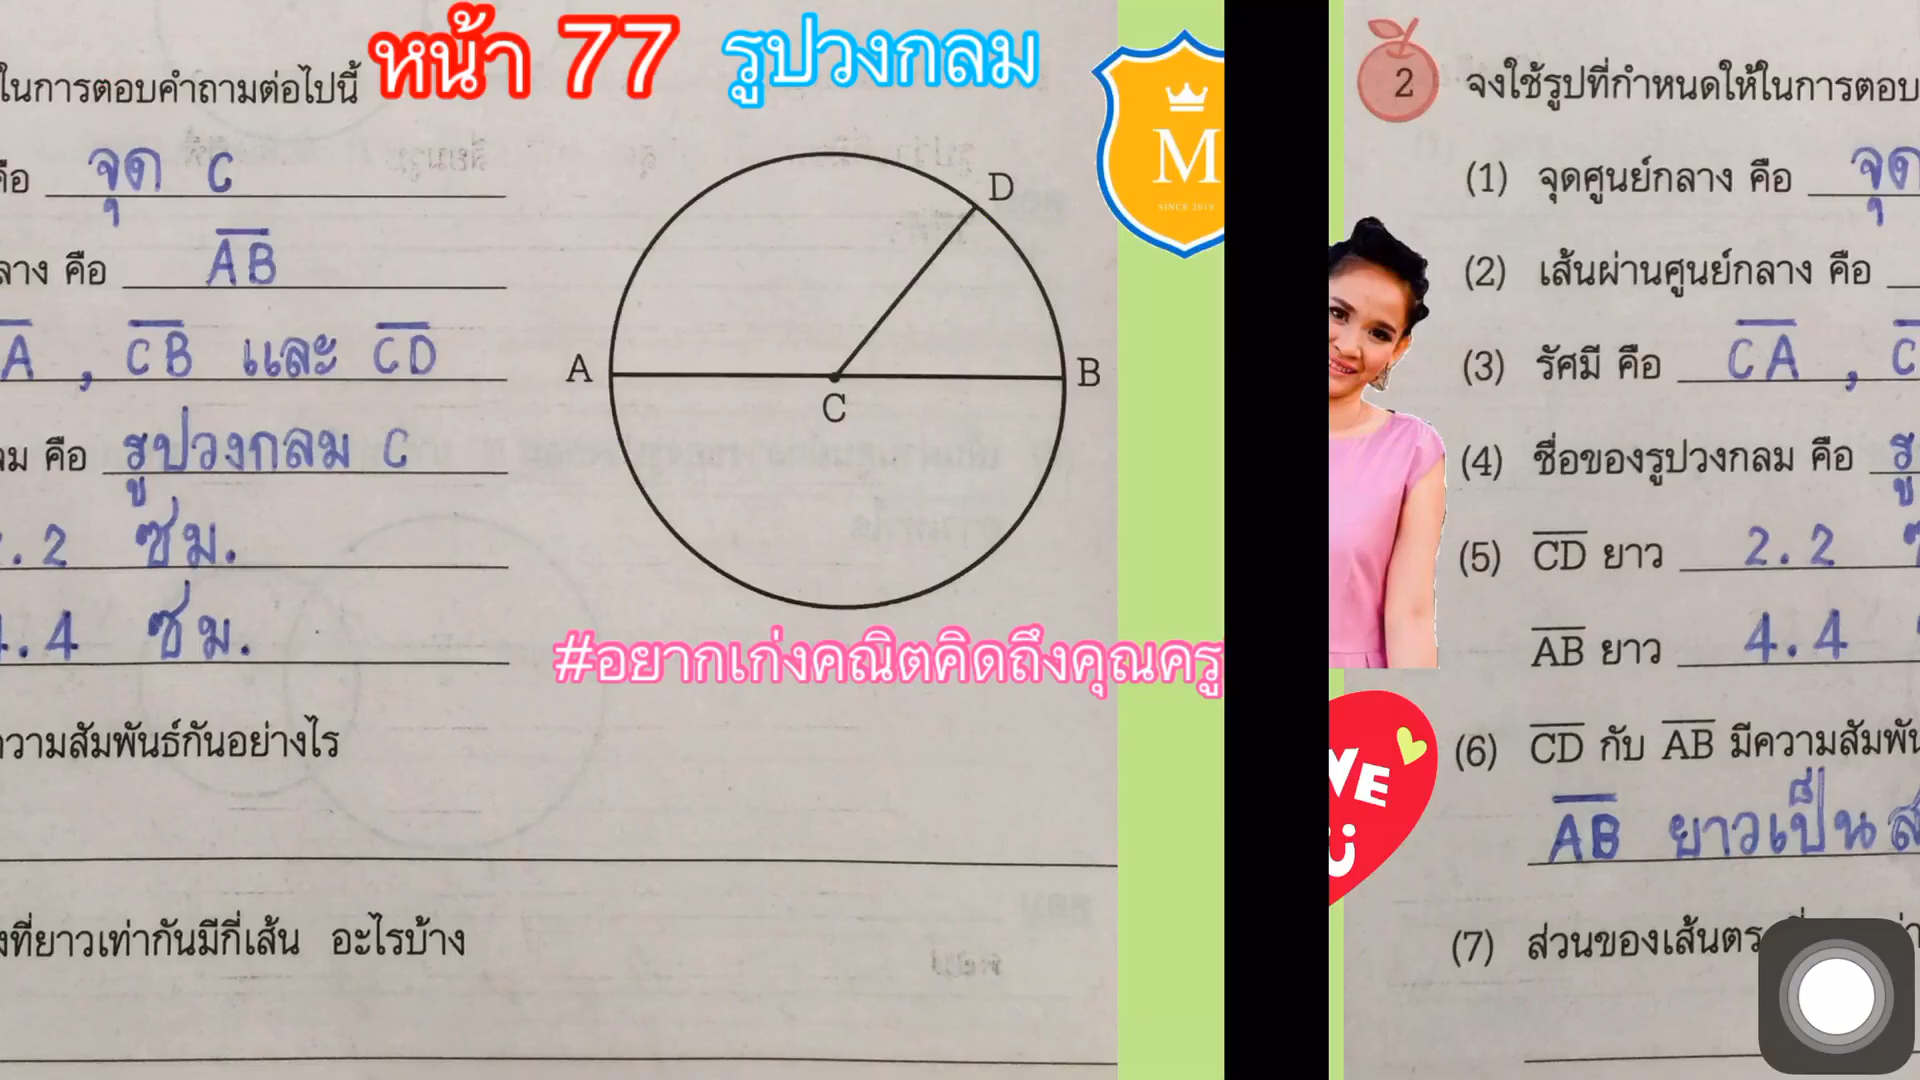 หน้า 77 รูปวงกลม
ในการตอบคำถามต่อไปนี้
คือ จุด C
ลาง คือ AB
A , CB และ CD
คือ รูปวงกลม C
.2 ซม.
.4 ซม.
วามสัมพันธ์กันอย่างไร
ที่ยาวเท่ากันมีกี่เส้น อะไรบ้าง
D
A
B
C
#อยากเก่งคณิตคิดถึงคุณครู
M
SINCE 2019
2 จงใช้รูปที่กำหนดให้ในการตอบ
(1) จุดศูนย์กลาง คือ จุด
(2) เส้นผ่านศูนย์กลาง คือ
(3) รัศมี คือ CA , C
(4) ชื่อของรูปวงกลม คือ รู
(5) CD ยาว 2.2
AB ยาว 4.4
(6) CD กับ AB มีความสัมพัน
AB ยาวเป็นส
(7) ส่วนของเส้นตร
VE